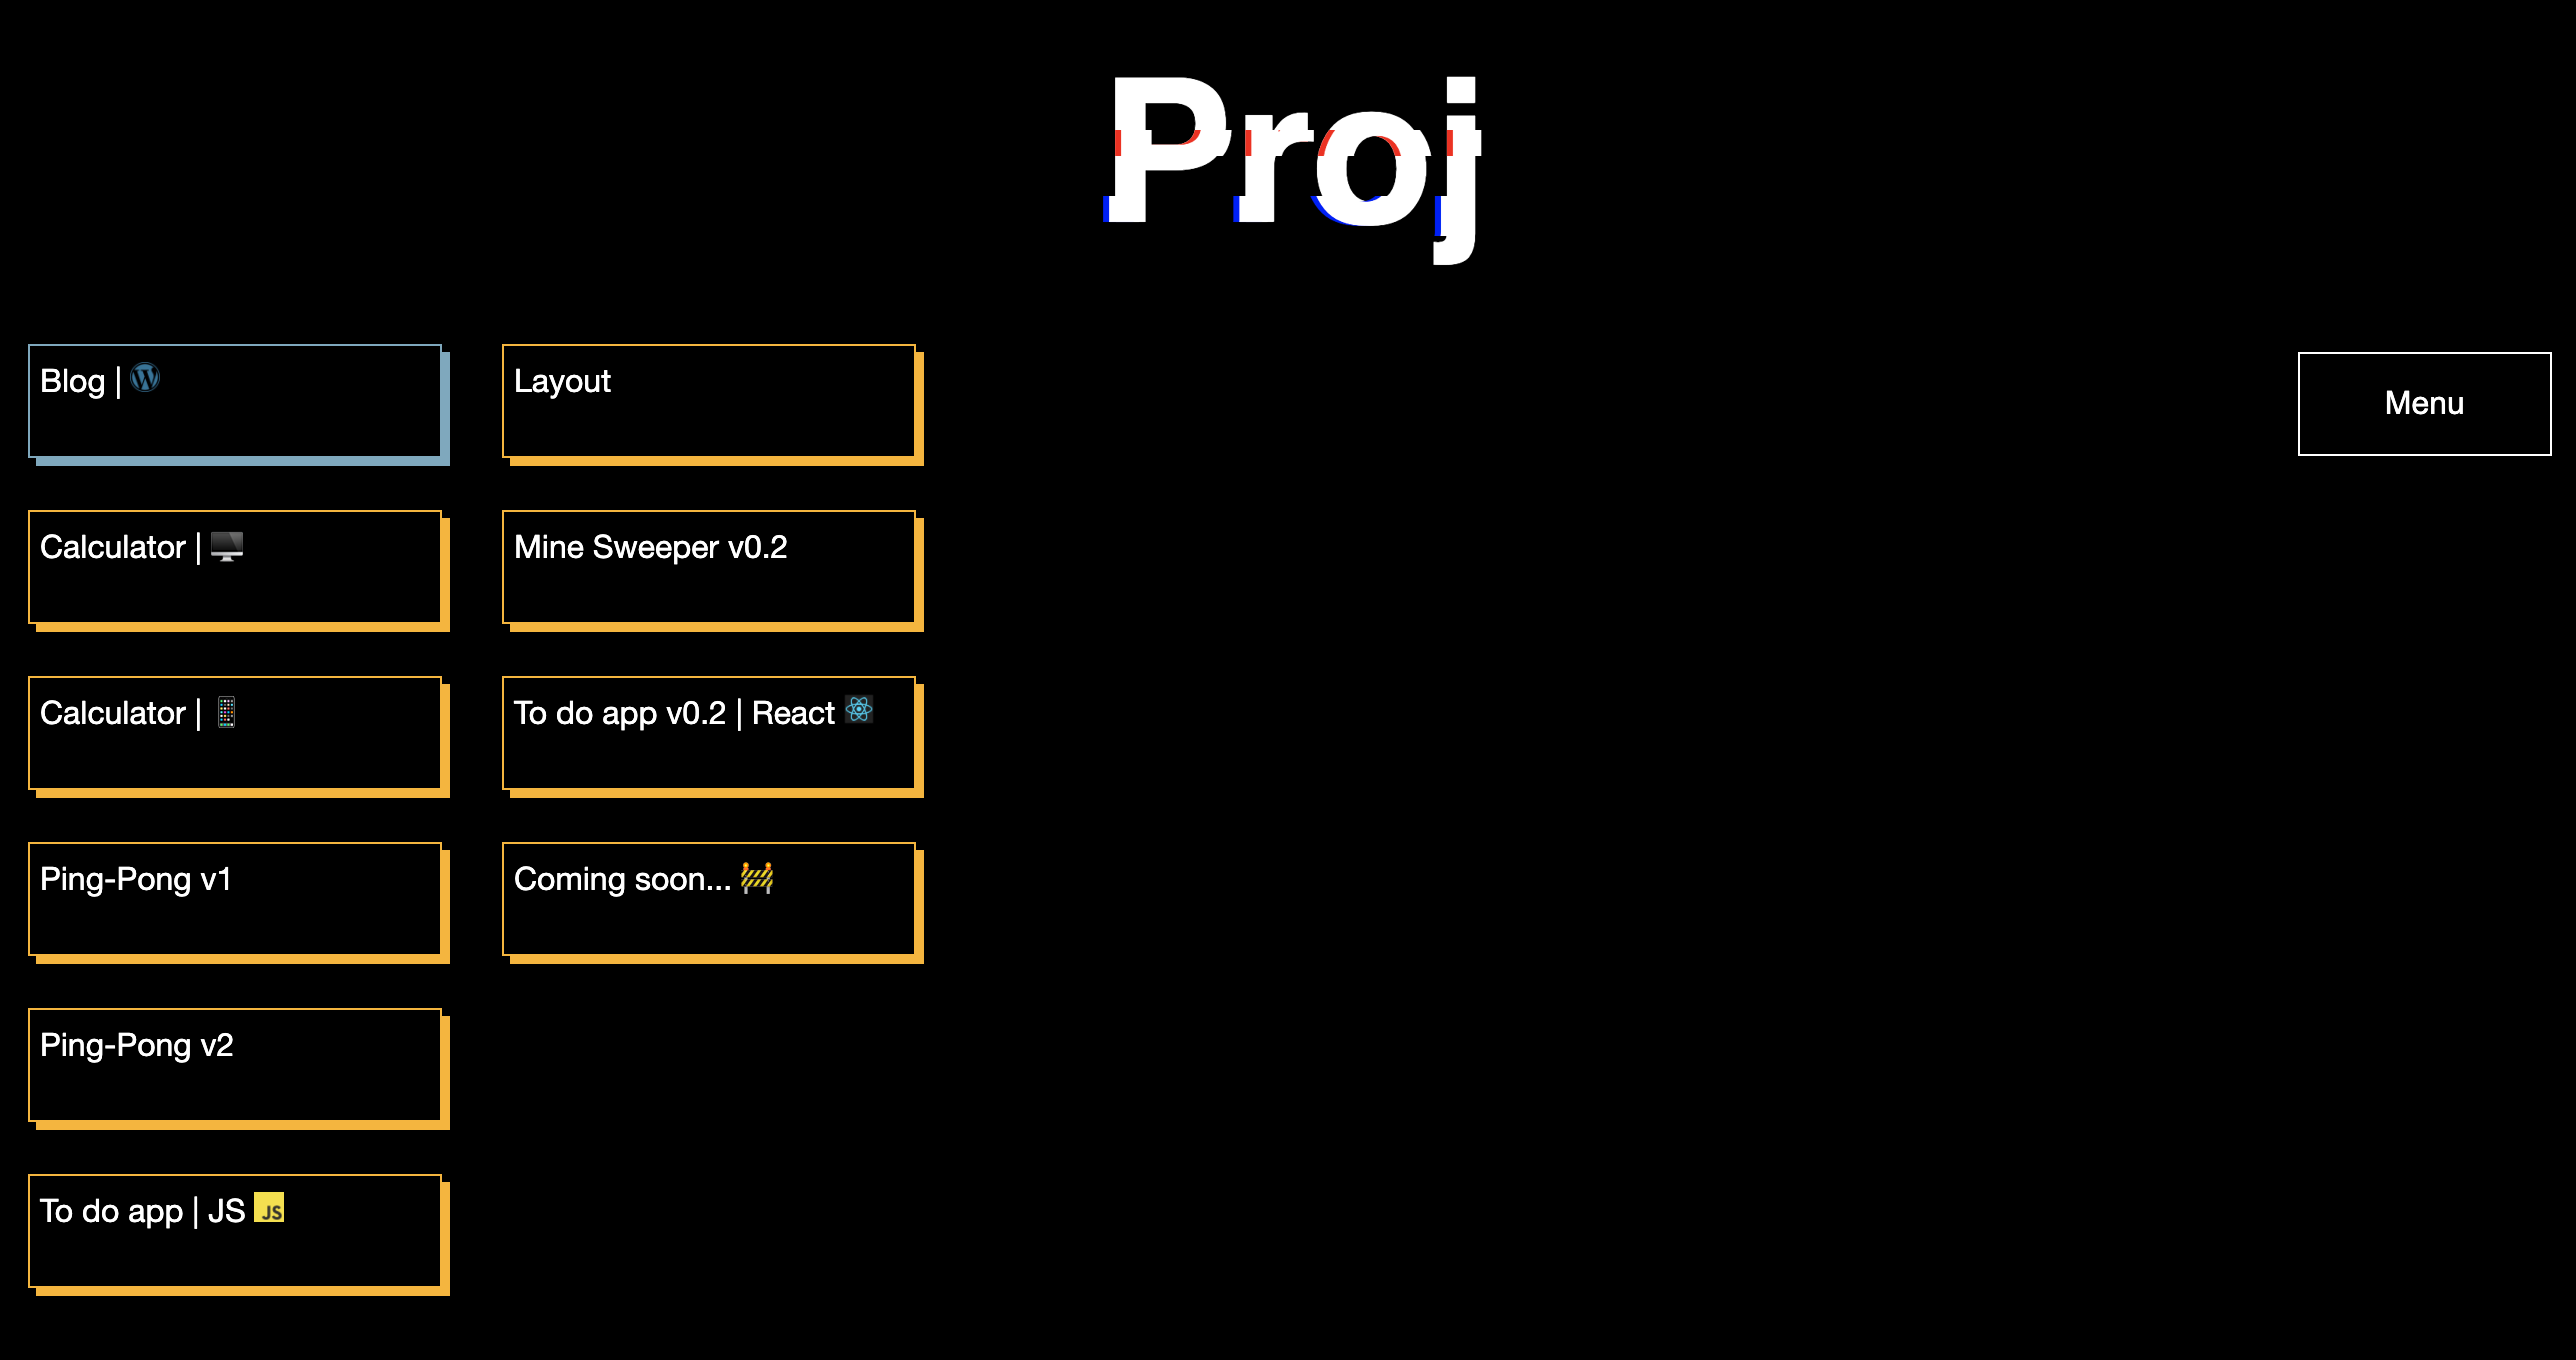 Proj
Blog |
Calculator | 🖥️
Calculator | 📱
Ping-Pong v1
Ping-Pong v2
To do app | JS JS
Layout
Mine Sweeper v0.2
To do app v0.2 | React
Coming soon... 🚧
Menu